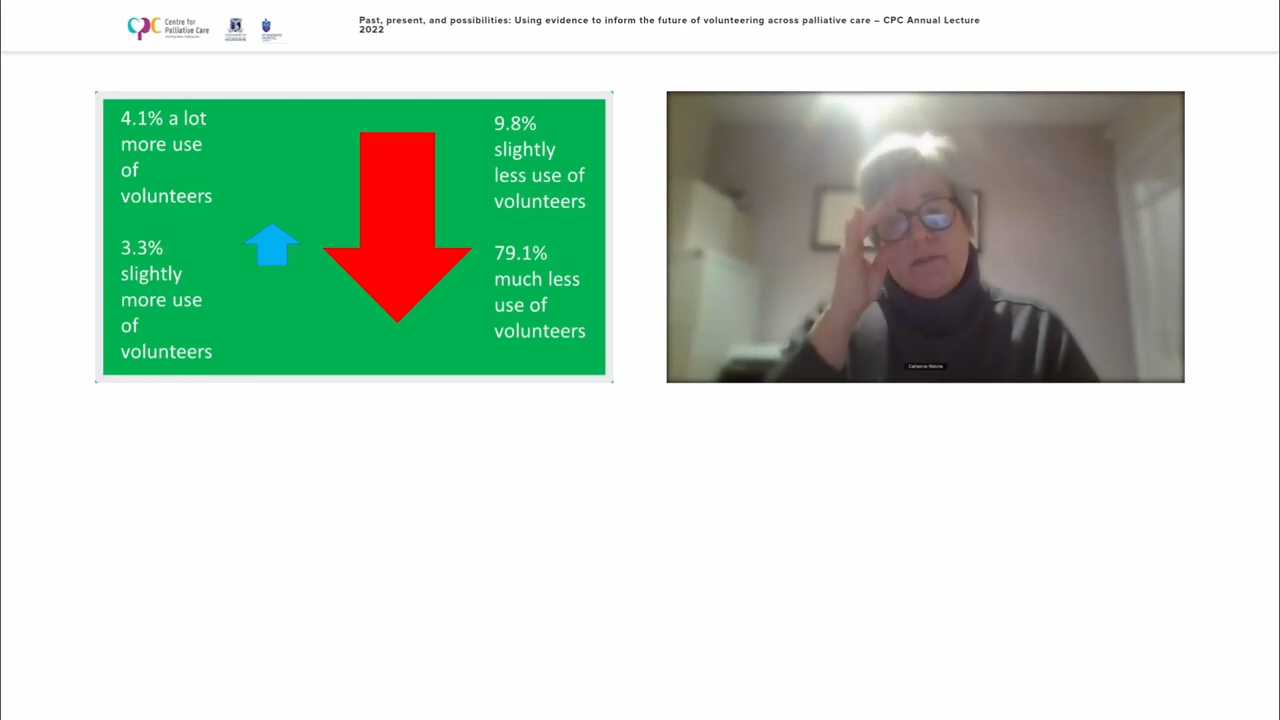 Centre for
Palliative Care
Past, present, and possibilities: Using evidence to inform the future of volunteering across palliative care – CPC Annual Lecture
2022
4.1% a lot
more use
of
volunteers
3.3%
slightly
more use
of
volunteers
9.8%
slightly
less use of
volunteers
79.1%
much less
use of
volunteers
Catherine